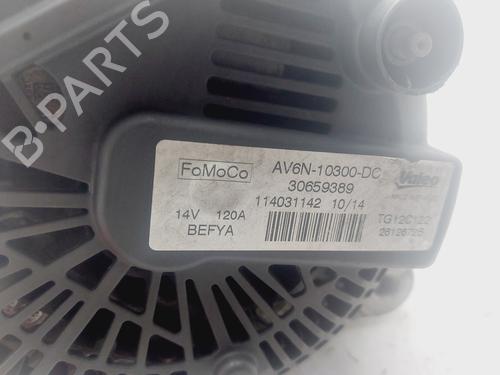 B-PARTS
FoMoCo
AV6N-10300-DC
30659389
114031142 10/14
14V 120A
BEFYA
Valeo
TG12C122